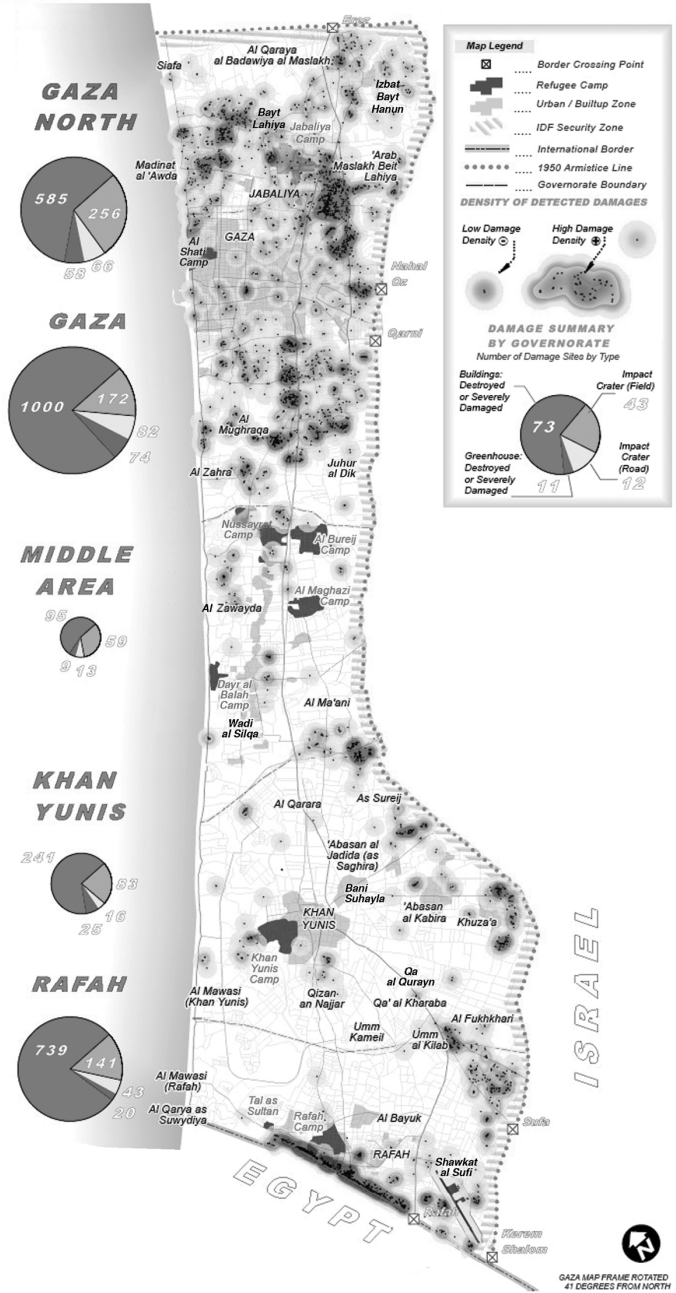 Erez
Al Qaraya
al Badawiya al Maslakh
Siafa
Izbat
Bayt
Hanun
Bayt
Lahiya
Jabaliya
Camp
'Arab
Maslakh Beit
Lahiya
Madinat
al 'Awda
JABALIYA
GAZA
Al
Shati
Camp
Nahal
Oz
Qarni
Al
Mughraqa
Al Zahra
Juhur
al Dik
Nussayrat
Camp
Al Bureij
Camp
Al Maghazi
Camp
Al Zawayda
Dayr al
Balah
Camp
Al Ma'ani
Wadi
al Silqa
Al Qarara
As Sureij
'Abasan al
Jadida (as
Saghira)
Bani
Suhayla
'Abasan
al Kabira
Khuza'a
KHAN
YUNIS
Khan
Yunis
Camp
Al Mawasi
(Khan Yunis)
Qizan
an Najjar
Qa
al Qurayn
Qa' al Kharaba
Al Fukhkhari
Umm
Kameil
Umm
al Kilab
Al Mawasi
(Rafah)
Al Qarya as
Suwydiya
Tal as
Sultan
Rafah
Camp
Al Bayuk
RAFAH
Shawkat
al Sufi
Sufa
Rafah
Kerem
Shalom
EGYPT
ISRAEL
GAZA
NORTH
585
256
66
58
GAZA
1000
172
82
74
MIDDLE
AREA
95
59
13
9
KHAN
YUNIS
241
83
16
25
RAFAH
739
141
43
20
Map Legend
..... Border Crossing Point
..... Refugee Camp
..... Urban / Builtup Zone
..... IDF Security Zone
..... International Border
..... 1950 Armistice Line
..... Governorate Boundary
DENSITY OF DETECTED DAMAGES
Low Damage
Density
High Damage
Density
DAMAGE SUMMARY
BY GOVERNORATE
Number of Damage Sites by Type
Buildings:
Destroyed
or Severely
Damaged
Impact
Crater (Field)
43
73
Impact
Crater
(Road)
12
Greenhouse:
Destroyed
or Severely
Damaged
11
N
GAZA MAP FRAME ROTATED
41 DEGREES FROM NORTH